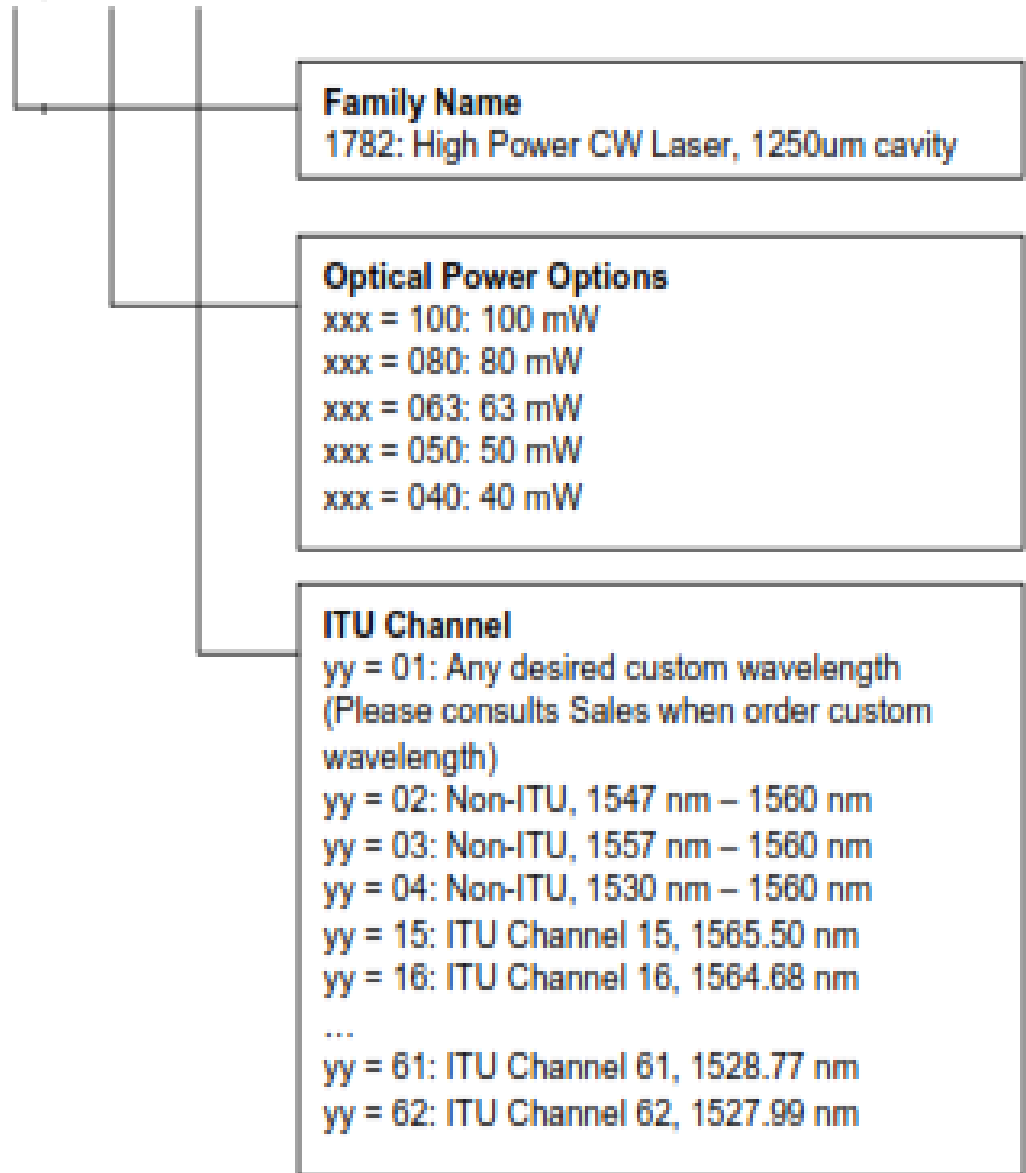 Family Name
1782: High Power CW Laser, 1250um cavity
Optical Power Options
xxx = 100: 100 mW
xxx = 080: 80 mW
xxx = 063: 63 mW
xxx = 050: 50 mW
xxx = 040: 40 mW
ITU Channel
yy = 01: Any desired custom wavelength
(Please consults Sales when order custom
wavelength)
yy = 02: Non-ITU, 1547 nm – 1560 nm
yy = 03: Non-ITU, 1557 nm – 1560 nm
yy = 04: Non-ITU, 1530 nm – 1560 nm
yy = 15: ITU Channel 15, 1565.50 nm
yy = 16: ITU Channel 16, 1564.68 nm
...
yy = 61: ITU Channel 61, 1528.77 nm
yy = 62: ITU Channel 62, 1527.99 nm